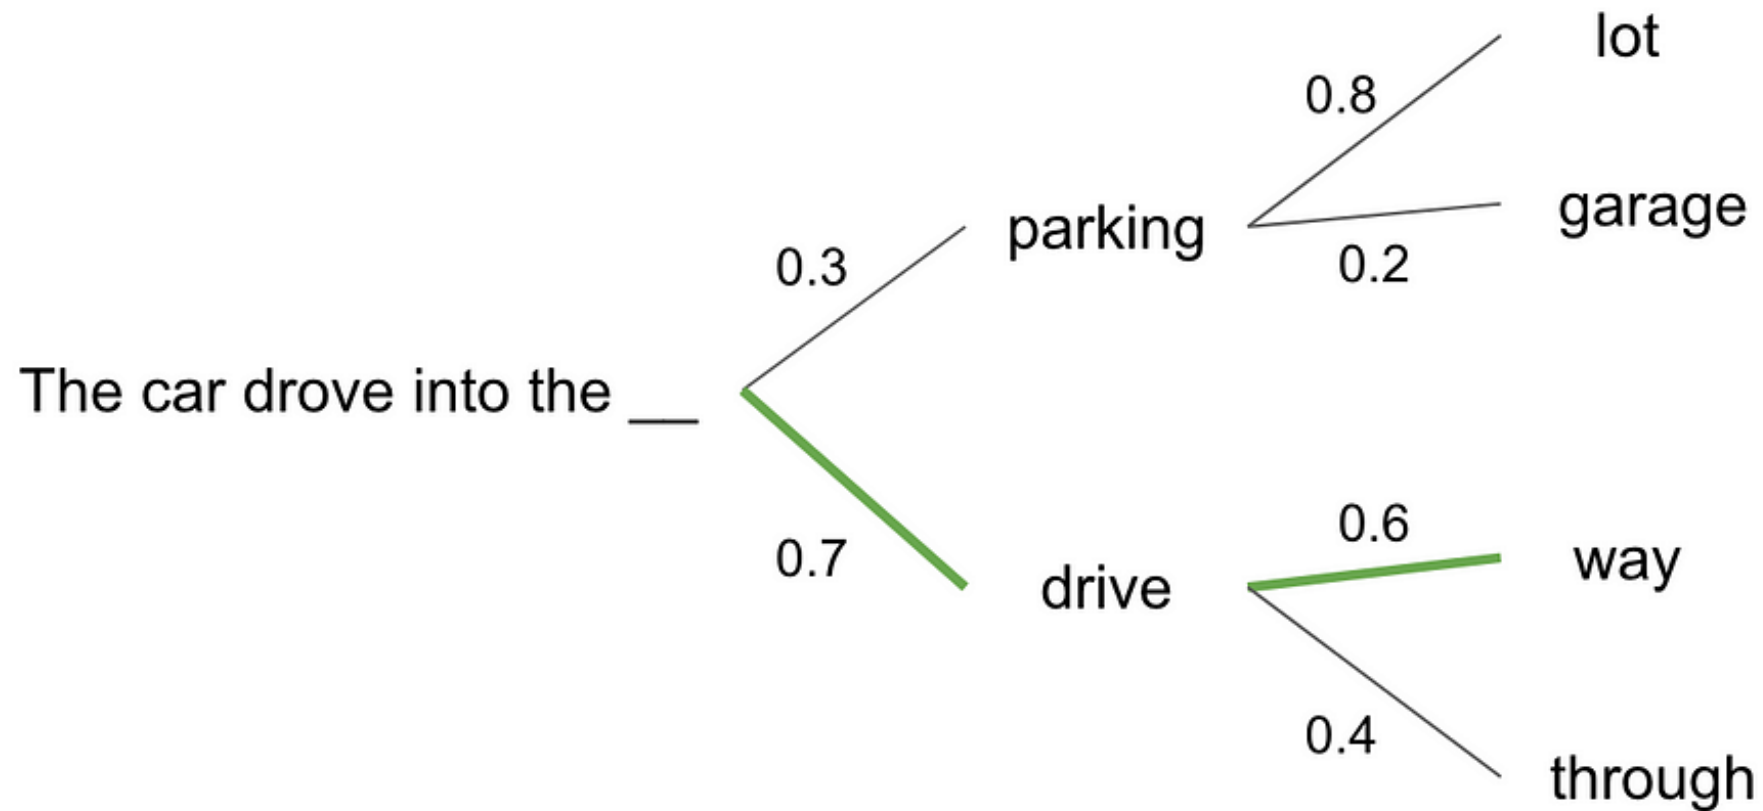 lot
0.8
garage
parking
0.2
0.3
The car drove into the __
0.6
way
0.7
drive
0.4
through